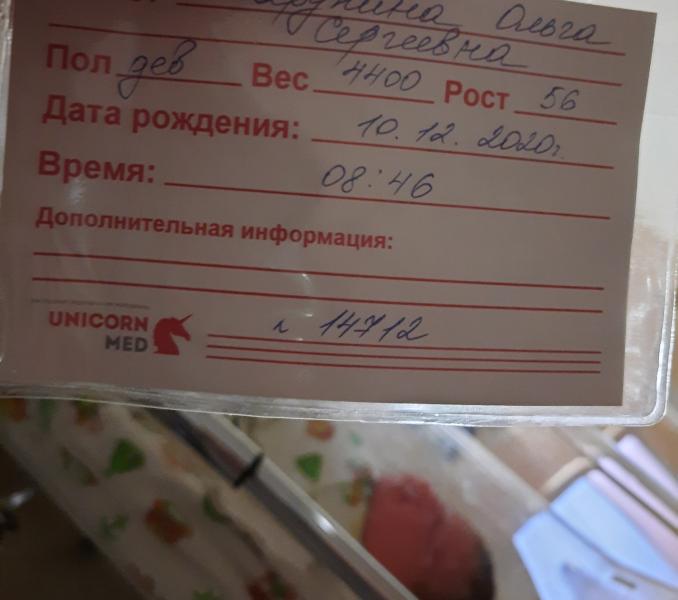 Ольга
Сергеевна
Пол дев Вес 4400 Рост 56
Дата рождения: 10.12.2020г.
Время: 08:46
Дополнительная информация:
UNICORN
MED
14712